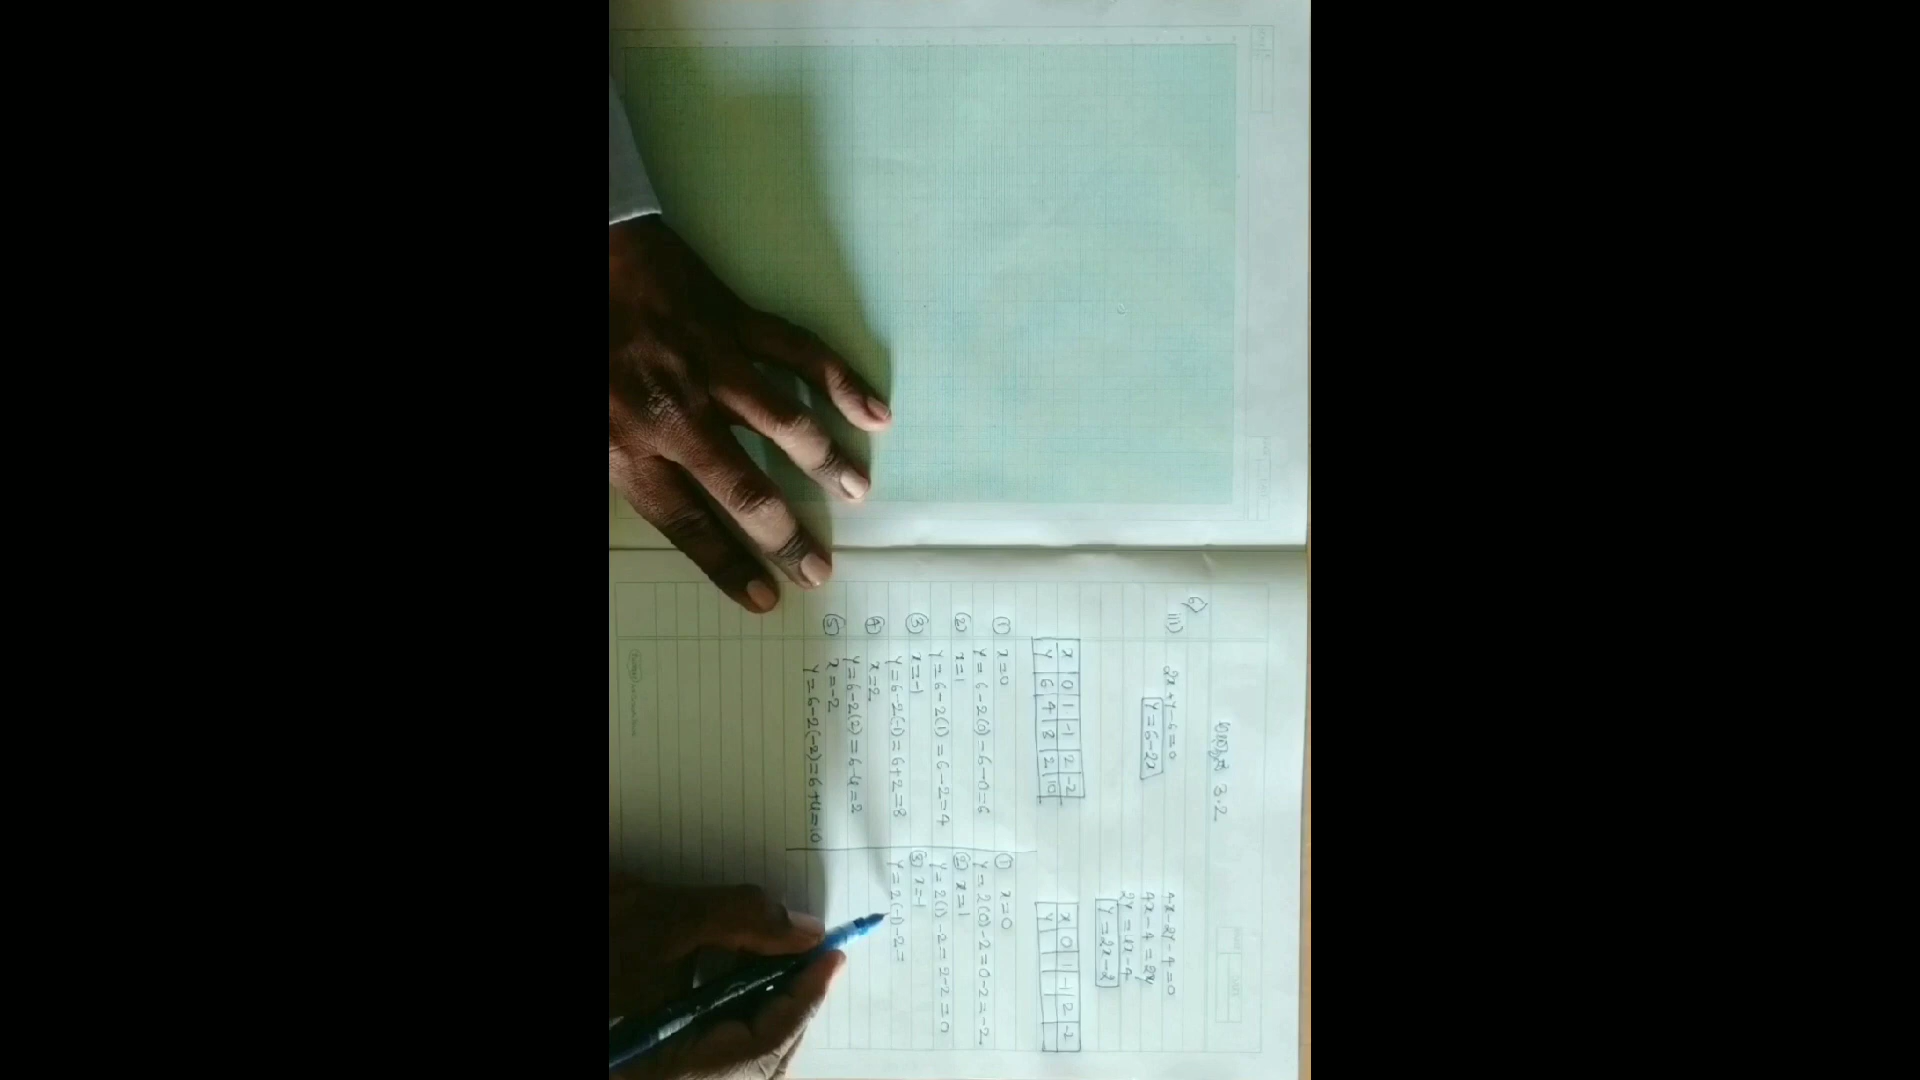 3.2
Q
iii) 2x+y-6=0
y=6-2x
x 0 1 -1 2 -2
y 6 4 8 2 10
① x=0
y=6-2(0)=6-0=6
② x=1
y=6-2(1)=6-2=4
③ x=-1
y=6-2(-1)=6+2=8
④ x=2
y=6-2(2)=6-4=2
⑤ x=-2
y=6-2(-2)=6+4=10
4x-2y-4=0
4x-4=2y
2y=4x-4
y=2x-2
x 0 1 -1 2 -2
y
① x=0
y=2(0)-2=0-2=-2
② x=1
y=2(1)-2=2-2=0
③ x=-1
y=2(-1)-2=